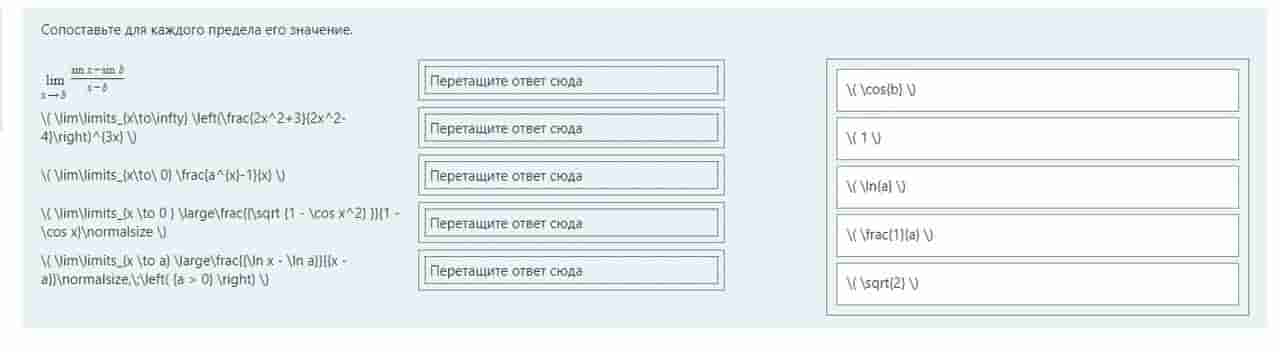 Сопоставьте для каждого предела его значение.
lim sin x−sin b
x−b
x→b
Перетащите ответ сюда
\( \lim\limits_{x\to\infty} \left(\frac{2x^2+3}{2x^2-
4}\right)^{3x} \)
Перетащите ответ сюда
\( \lim\limits_{x\to\ 0} \frac{a^{x}-1}{x} \)
Перетащите ответ сюда
\( \lim\limits_{x \to 0 } \large\frac{{\sqrt {1 - \cos x^2} }}{1 -
\cos x}\normalsize \)
Перетащите ответ сюда
\( \lim\limits_{x \to a} \large\frac{{\ln x - \ln a}}{{x -
a}}\normalsize,\;\left( {a > 0} \right) \)
Перетащите ответ сюда
\( \cos{b} \)
\( 1 \)
\( \ln{a} \)
\( \frac{1}{a} \)
\( \sqrt{2} \)